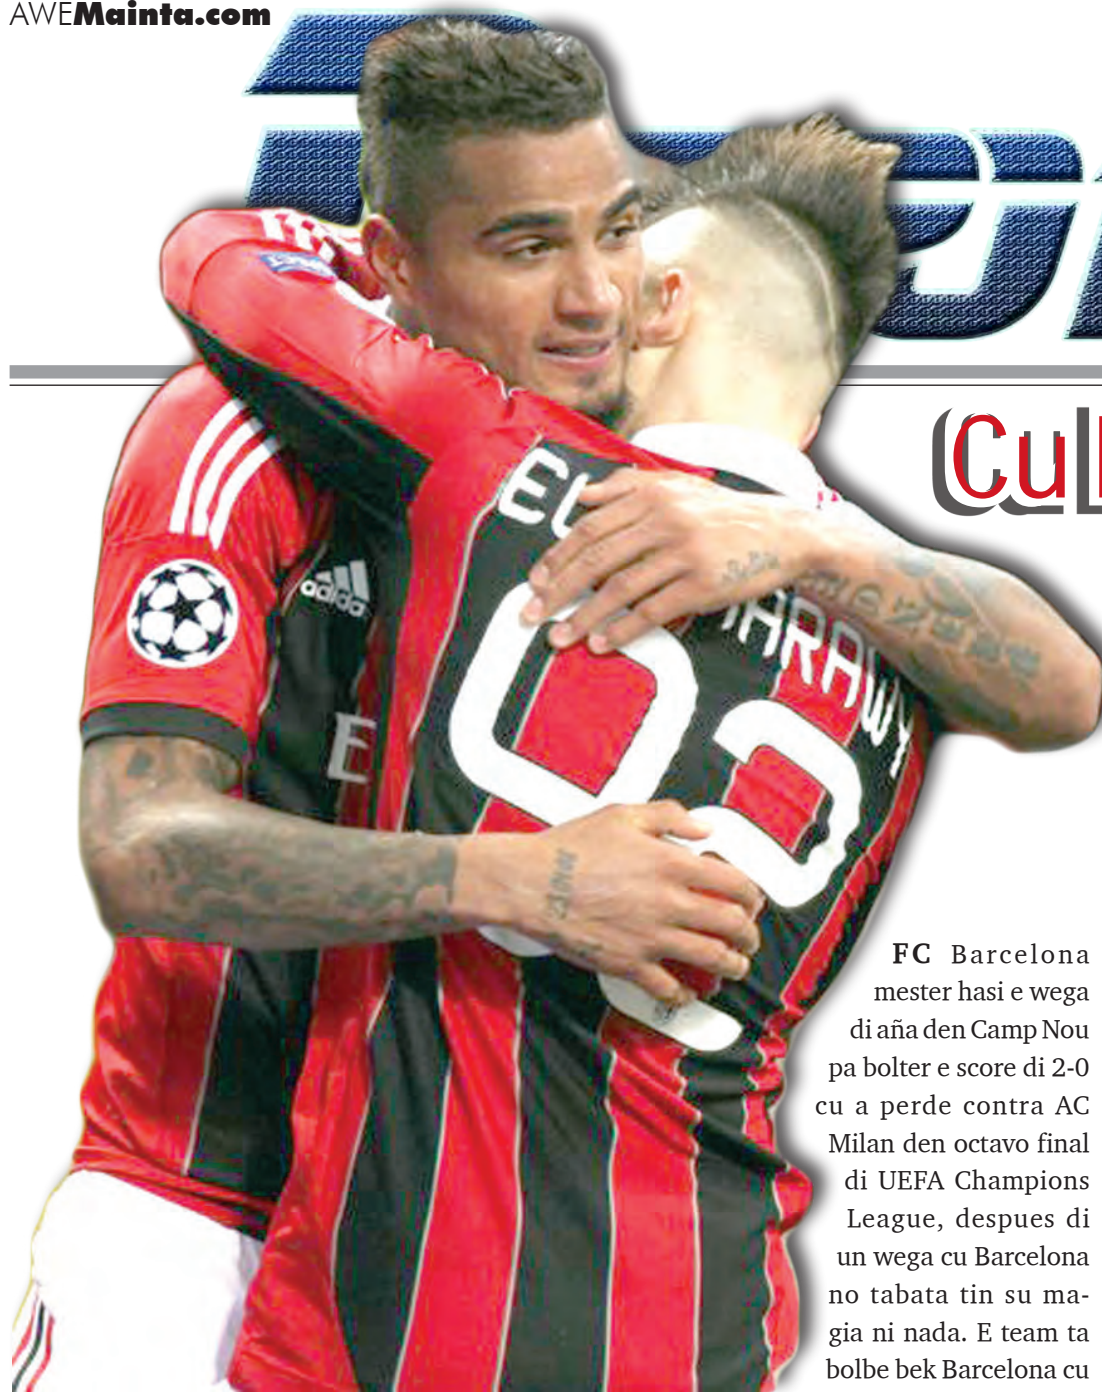 AWEMainta.com
adidas
92
FC Barcelona
mester hasi e wega
di aña den Camp Nou
pa bolter e score di 2-0
cu a perde contra AC
Milan den octavo final
di UEFA Champions
League, despues di
un wega cu Barcelona
no tabata tin su ma-
gia ni nada. E team ta
bolbe bek Barcelona cu